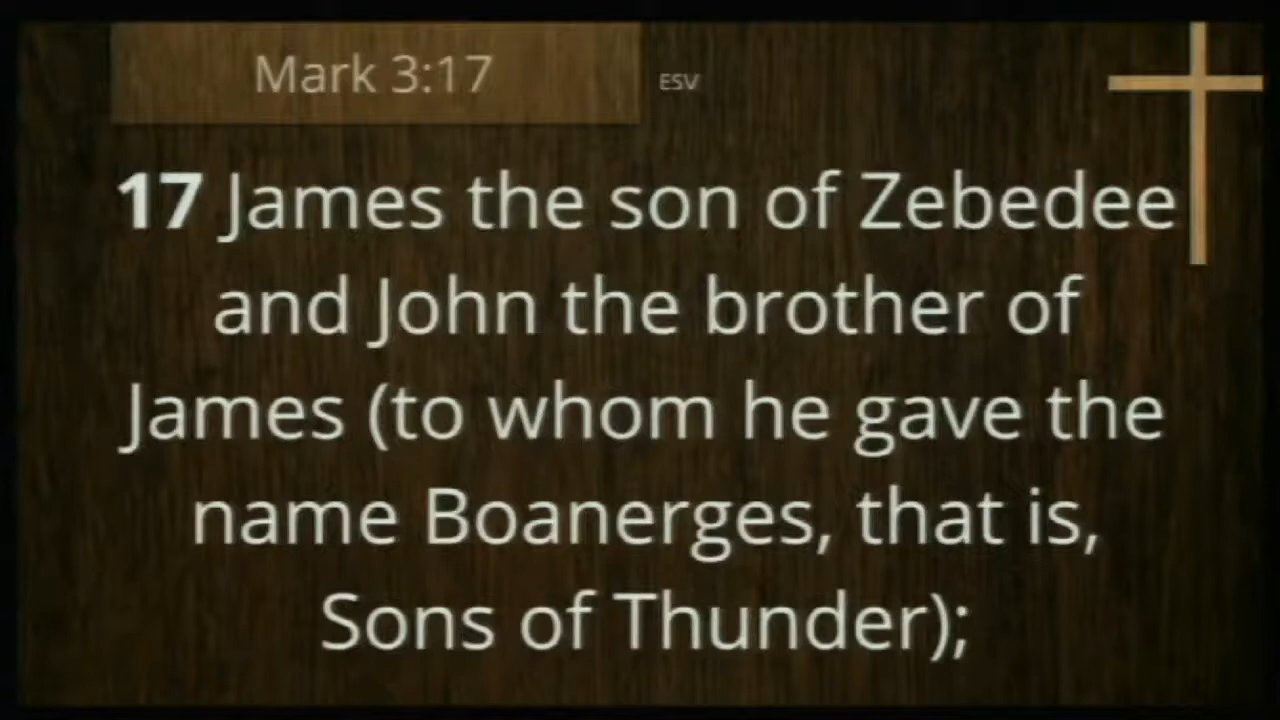 Mark 3:17
ESV
17 James the son of Zebedee
and John the brother of
James (to whom he gave the
name Boanerges, that is,
Sons of Thunder);